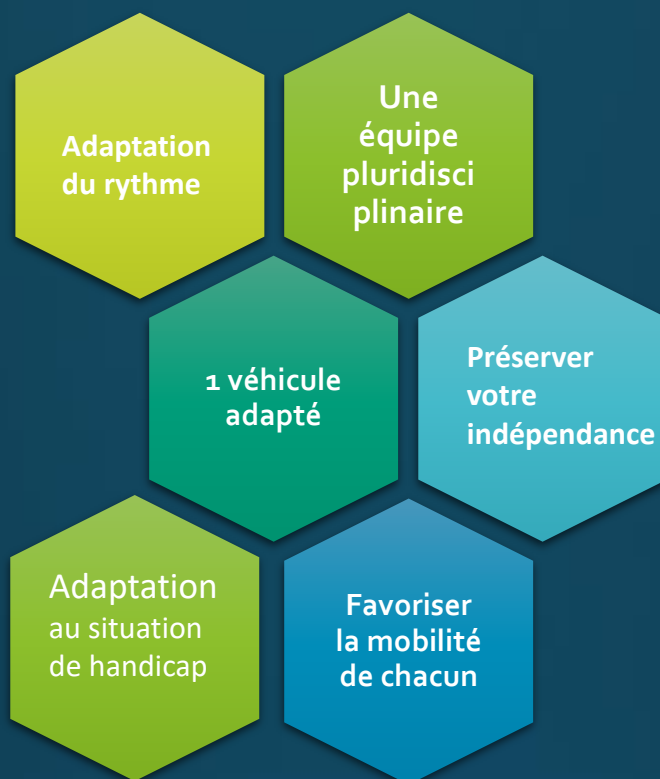 Adaptation
du rythme
Une
équipe
pluridisci
plinaire
1 véhicule
adapté
Préserver
votre
indépendance
Adaptation
au situation
de handicap
Favoriser
la mobilité
de chacun